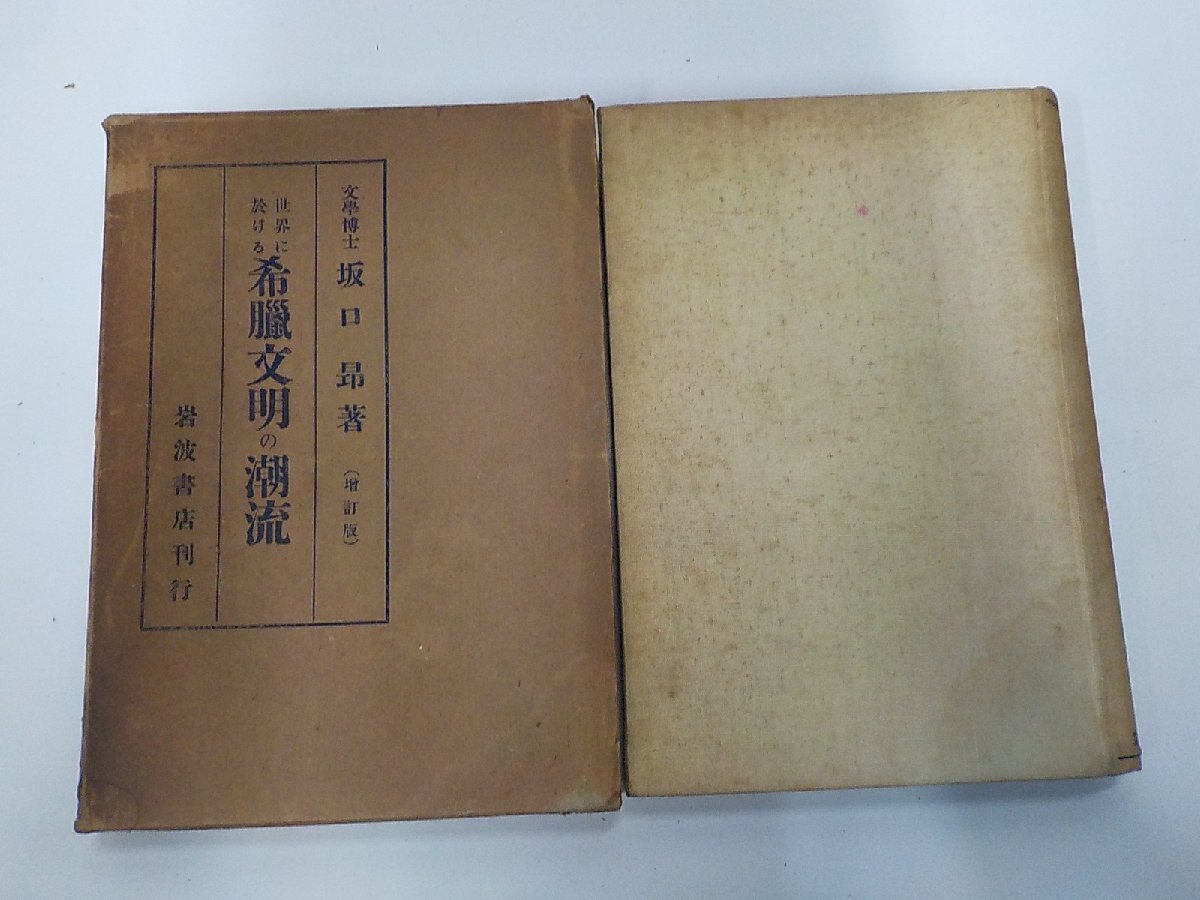 文學博士 坂口昻著 (增訂版)
世界に
於ける
希臘文明の潮流
岩波書店刊行